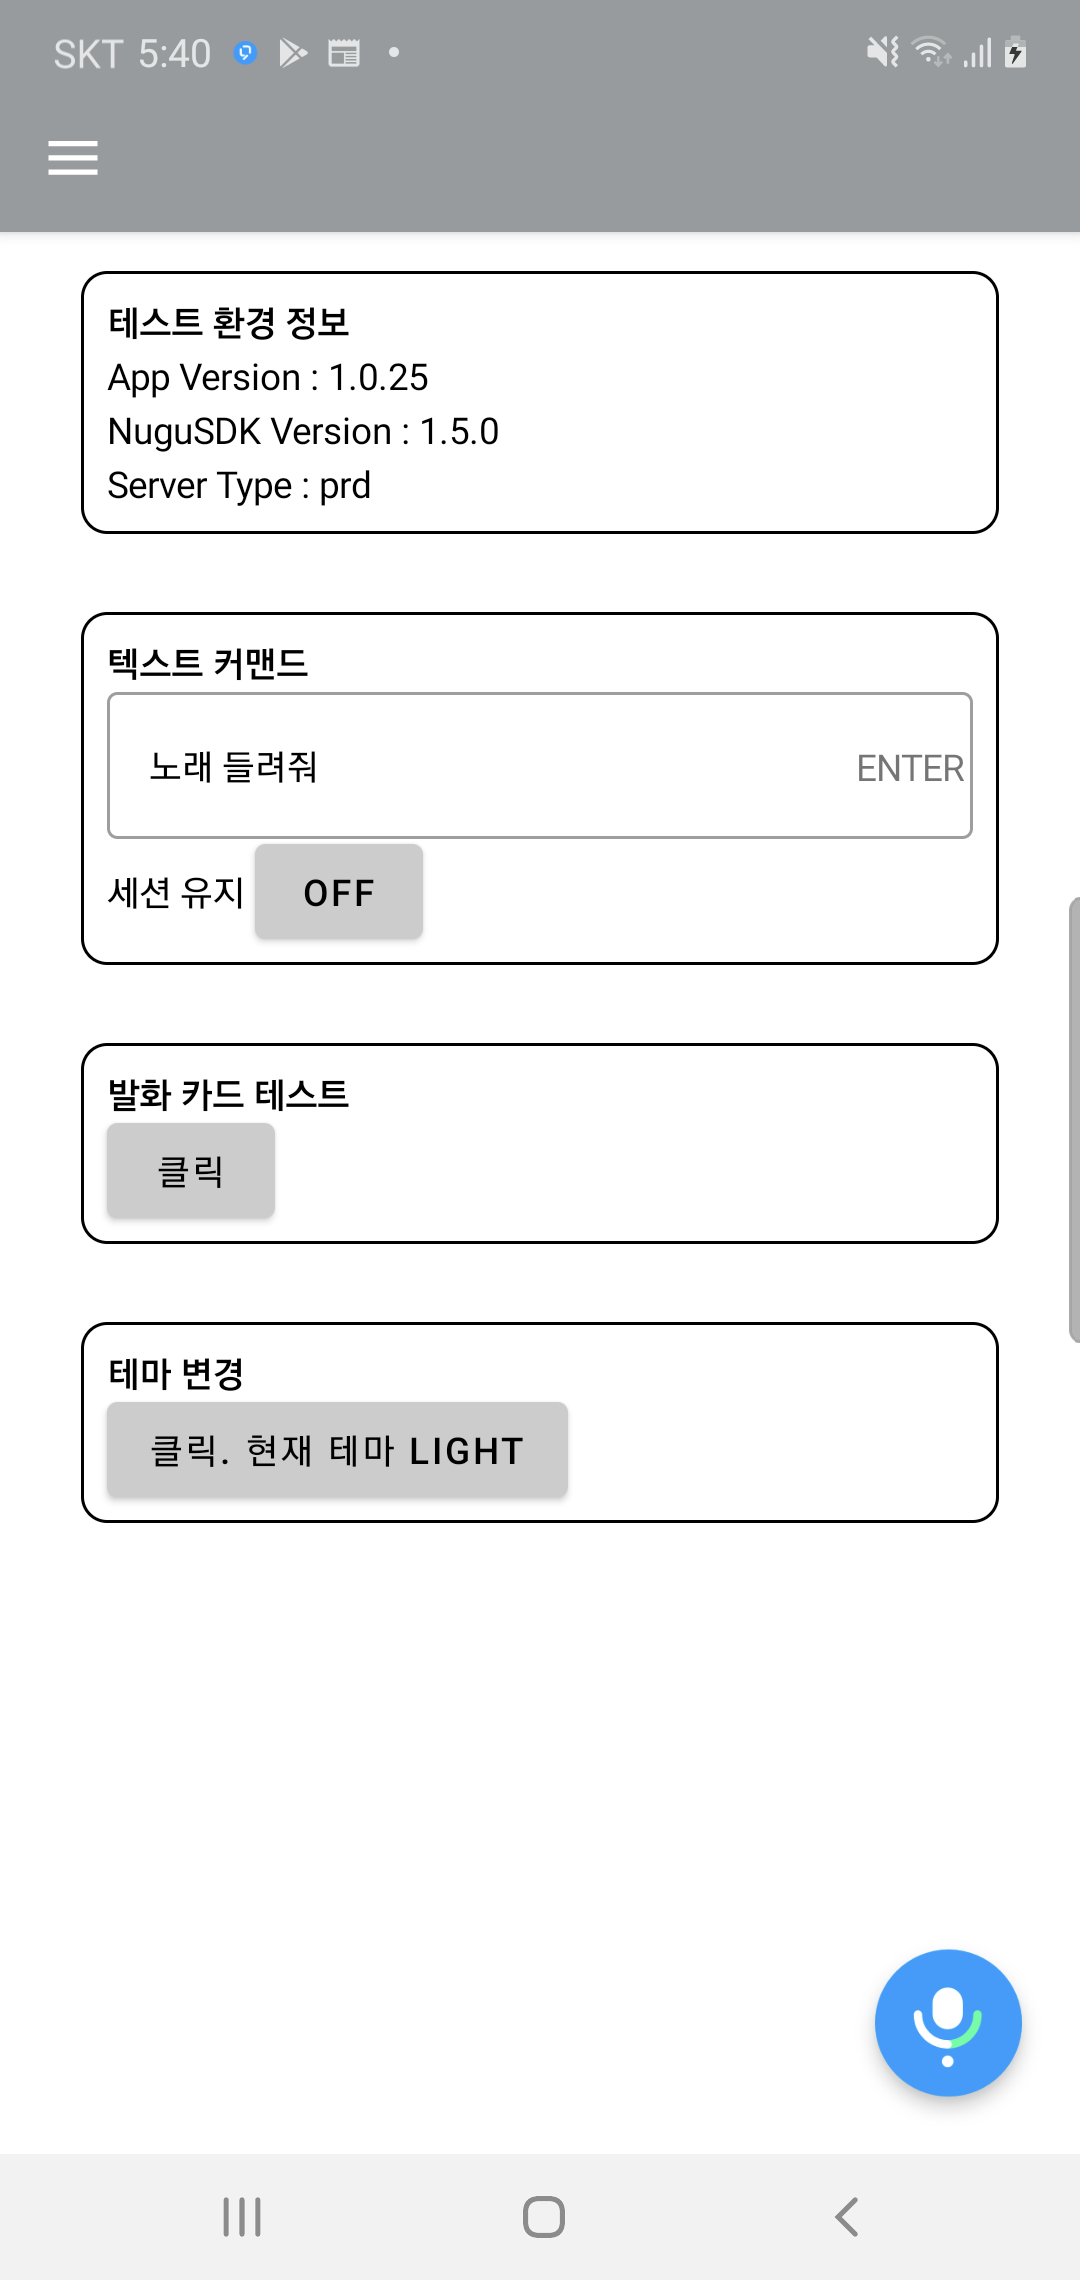 SKT 5:40
테스트 환경 정보
App Version : 1.0.25
NuguSDK Version : 1.5.0
Server Type : prd
텍스트 커맨드
노래 들려줘 ENTER
세션 유지 OFF
발화 카드 테스트
클릭
테마 변경
클릭. 현재 테마 LIGHT